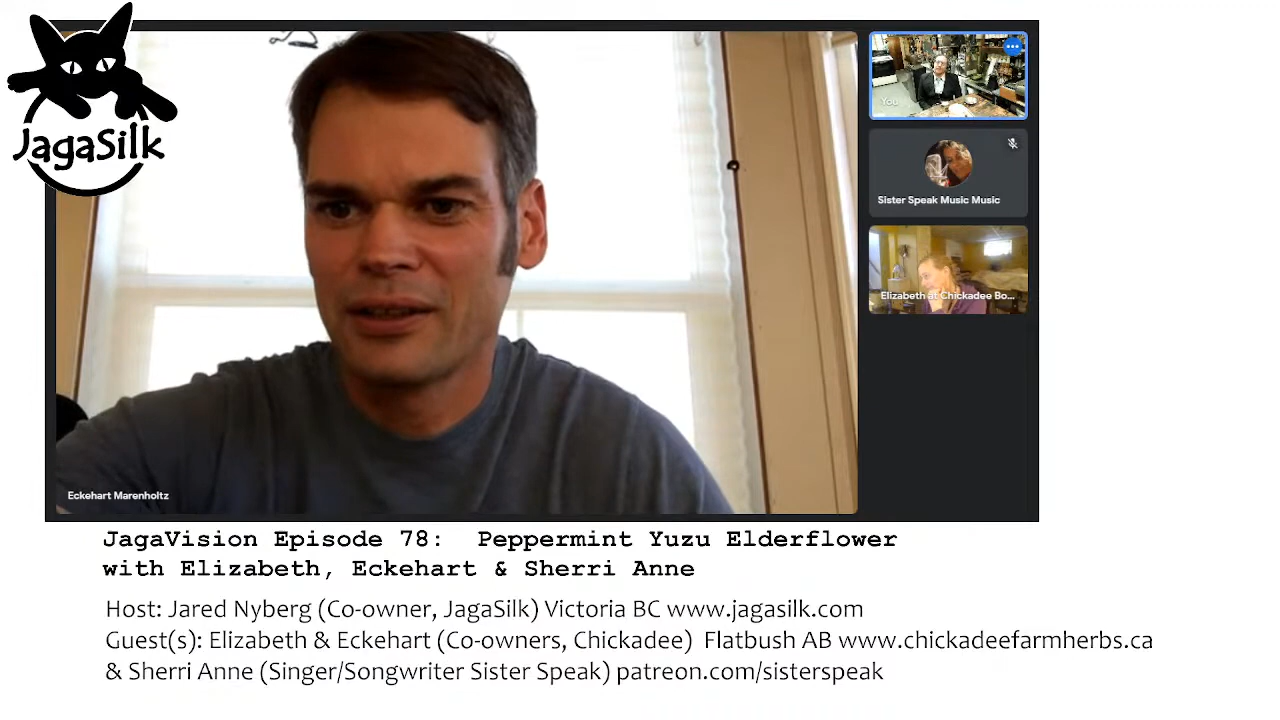 JagaSilk
You
Sister Speak Music Music
Elizabeth at Chickadee Bo...
Eckehart Marenholtz
JagaVision Episode 78: Peppermint Yuzu Elderflower
with Elizabeth, Eckehart & Sherri Anne
Host: Jared Nyberg (Co-owner, JagaSilk) Victoria BC www.jagasilk.com
Guest(s): Elizabeth & Eckehart (Co-owners, Chickadee) Flatbush AB www.chickadeefarmherbs.ca
& Sherri Anne (Singer/Songwriter Sister Speak) patreon.com/sisterspeak